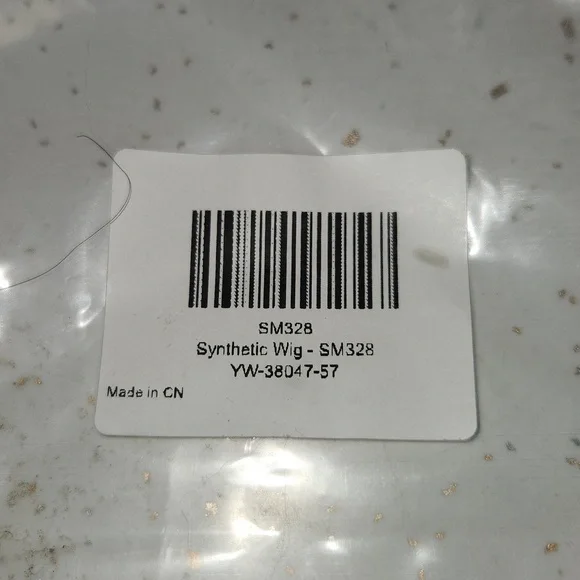 SM328
Synthetic Wig - SM328
YW-38047-57
Made in CN